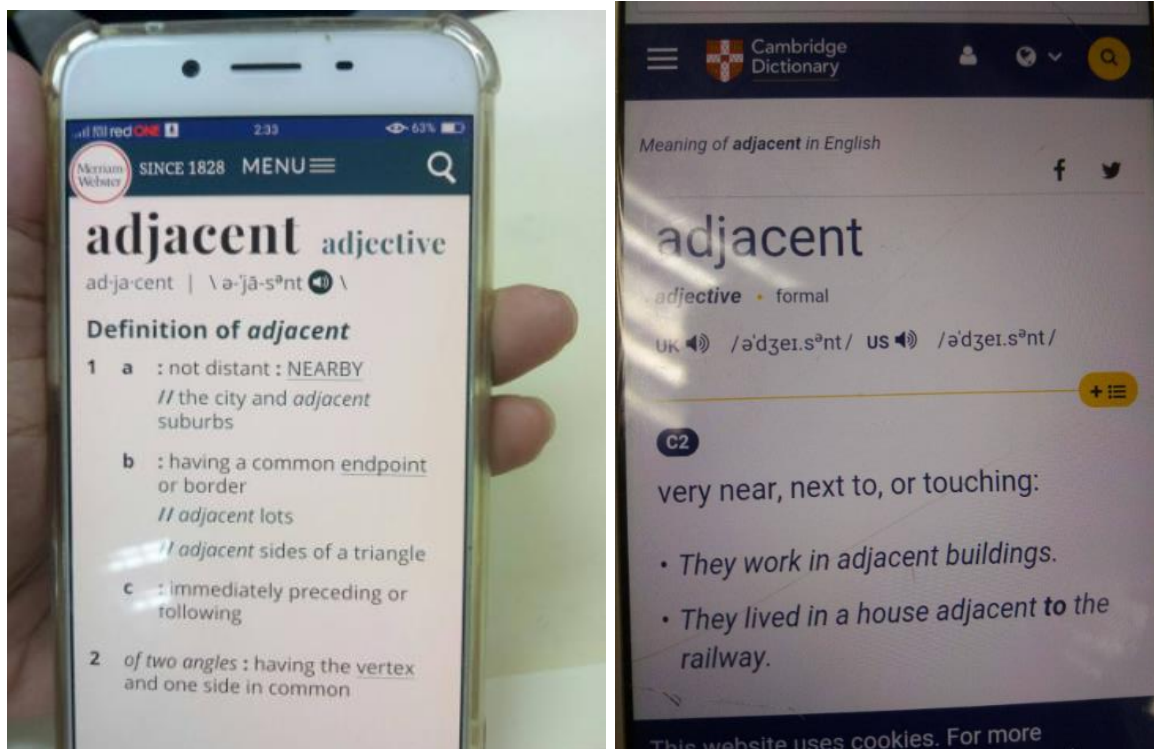 red ONE 2:33 63%
Merriam
Webster
SINCE 1828 MENU
adjacent adjective
ad·ja·cent | \ ə-ˈjā-sᵊnt \
Definition of adjacent
1 a : not distant : NEARBY
// the city and adjacent
suburbs
b : having a common endpoint
or border
// adjacent lots
// adjacent sides of a triangle
c : immediately preceding or
following
2 of two angles : having the vertex
and one side in common
Cambridge
Dictionary
Meaning of adjacent in English
adjacent
adjective • formal
UK /əˈdʒeɪ.sᵊnt/ US /əˈdʒeɪ.sᵊnt/
C2
very near, next to, or touching:
• They work in adjacent buildings.
• They lived in a house adjacent to the
railway.
This website uses cookies. For more